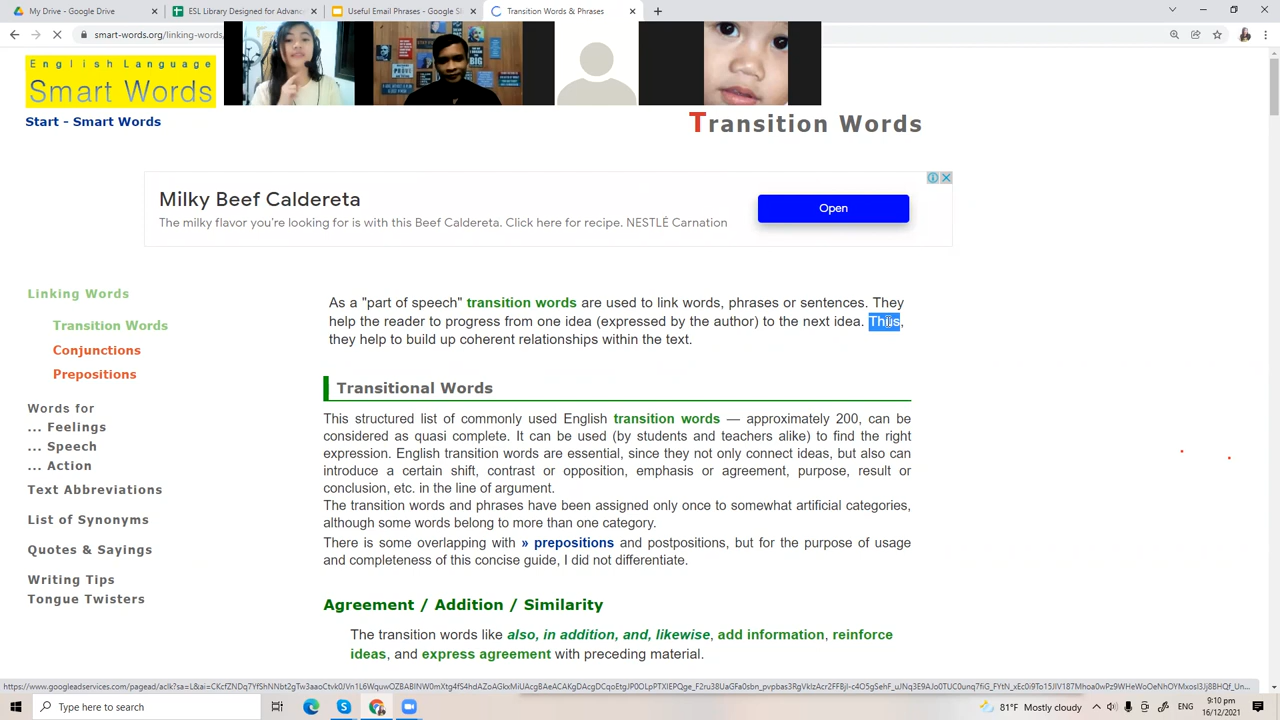 My Drive - Google Drive
ESL Library Designed for Advanc
Useful Email Phrases - Google Sl
Transition Words & Phrases
smart-words.org/linking-words
English Language
Smart Words
Start - Smart Words
Transition Words
Milky Beef Caldereta
The milky flavor you're looking for is with this Beef Caldereta. Click here for recipe. NESTLÉ Carnation
Open
Linking Words
Transition Words
Conjunctions
Prepositions
Words for
... Feelings
... Speech
... Action
Text Abbreviations
List of Synonyms
Quotes & Sayings
Writing Tips
Tongue Twisters
As a "part of speech" transition words are used to link words, phrases or sentences. They
help the reader to progress from one idea (expressed by the author) to the next idea. Thus,
they help to build up coherent relationships within the text.
Transitional Words
This structured list of commonly used English transition words — approximately 200, can be
considered as quasi complete. It can be used (by students and teachers alike) to find the right
expression. English transition words are essential, since they not only connect ideas, but also can
introduce a certain shift, contrast or opposition, emphasis or agreement, purpose, result or
conclusion, etc. in the line of argument.
The transition words and phrases have been assigned only once to somewhat artificial categories,
although some words belong to more than one category.
There is some overlapping with » prepositions and postpositions, but for the purpose of usage
and completeness of this concise guide, I did not differentiate.
Agreement / Addition / Similarity
The transition words like also, in addition, and, likewise, add information, reinforce
ideas, and express agreement with preceding material.
Type here to search
81°F Mostly cloudy
ENG
9:10 pm
16/12/2021